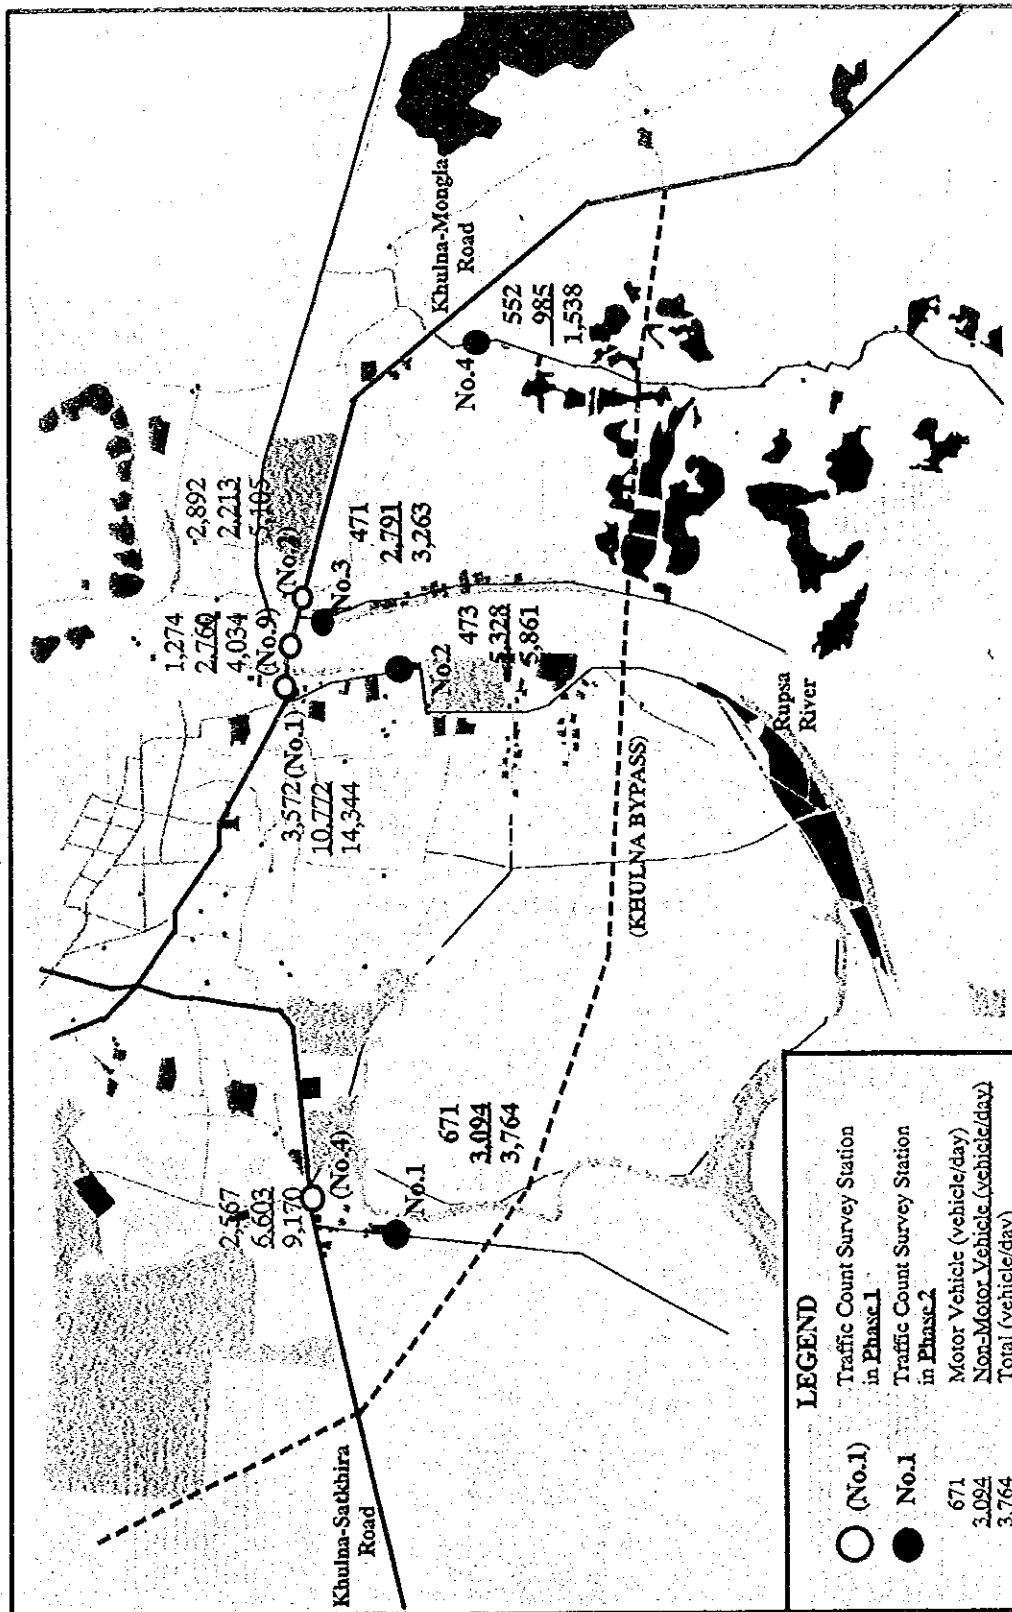 Khulna-Satkhira
Road
2,567
6,603
9,170
(No.4)
No.1
671
3,094
3,764
3,572 (No.1)
10,772
14,344
1,274
2,760
4,034
(No.9)
2,892
2,213
5,105
(No.2)
No.3
471
2,791
3,263
No.2
473
5,328
5,861
Khulna-Mongla
Road
No.4
552
985
1,538
(KHULNA BYPASS)
Rupsa
River
LEGEND
(No.1) Traffic Count Survey Station
in Phase 1
No.1 Traffic Count Survey Station
in Phase 2
671 Motor Vehicle (vehicle/day)
3,094 Non-Motor Vehicle (vehicle/day)
3,764 Total (vehicle/day)